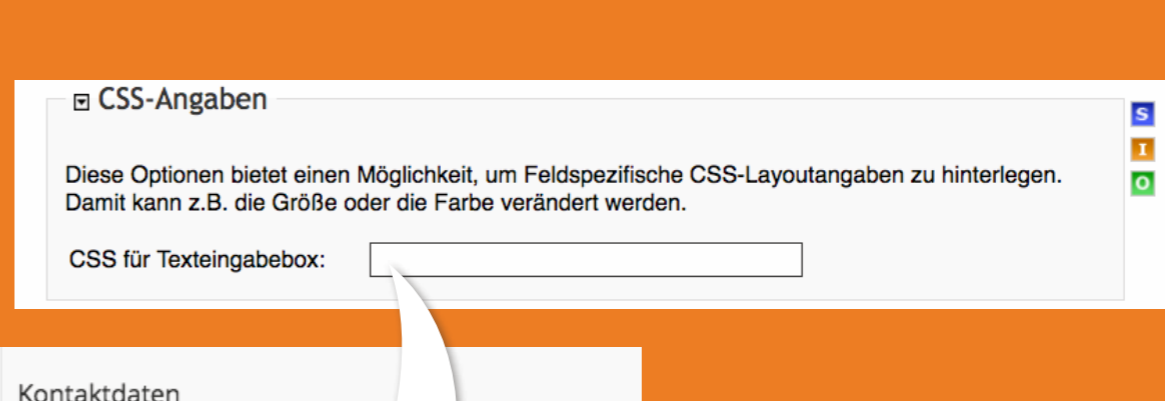 CSS-Angaben
S
I
O
Diese Optionen bietet einen Möglichkeit, um Feldspezifische CSS-Layoutangaben zu hinterlegen.
Damit kann z.B. die Größe oder die Farbe verändert werden.
CSS für Texteingabebox:
Kontaktdaten